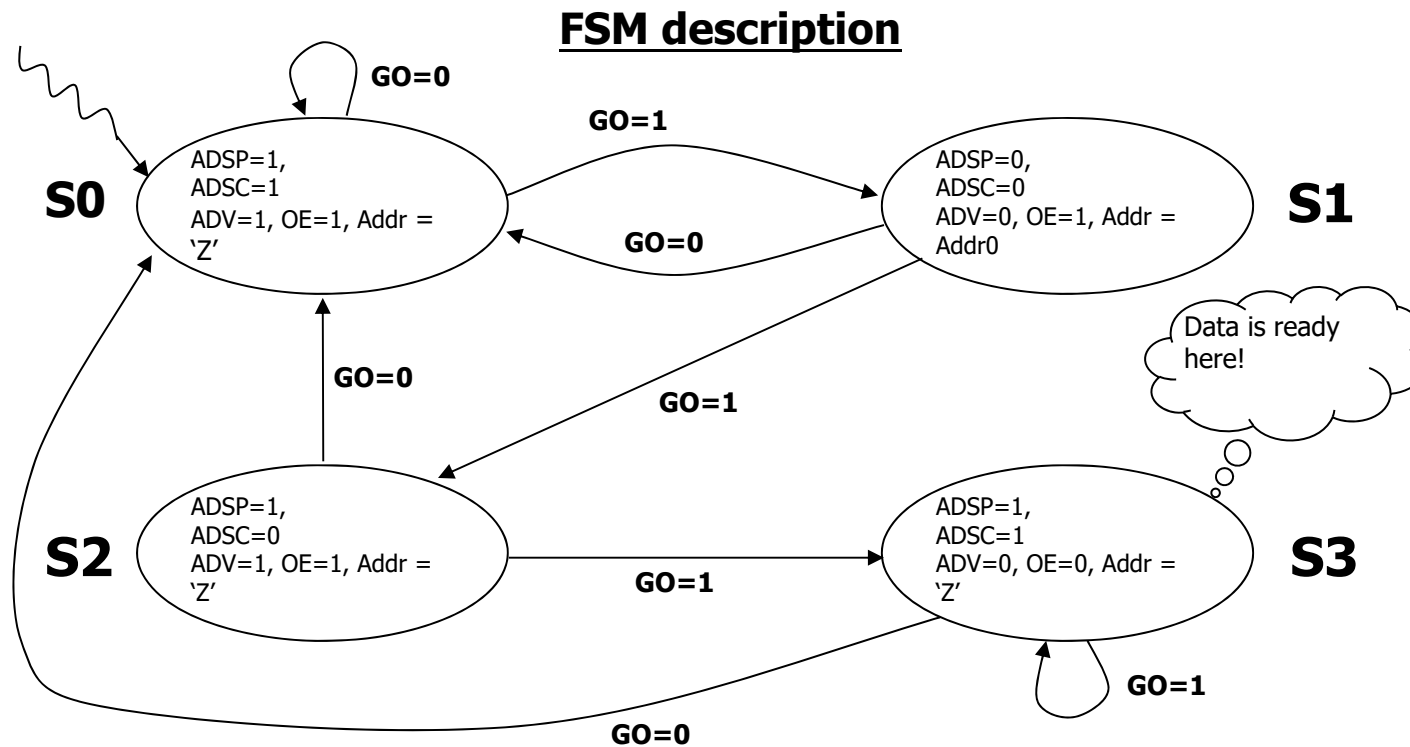 FSM description
GO=0
GO=1
S0
ADSP=1,
ADSC=1
ADV=1, OE=1, Addr =
‘Z’
ADSP=0,
ADSC=0
ADV=0, OE=1, Addr =
Addr0
S1
GO=0
Data is ready
here!
GO=0
GO=1
S2
ADSP=1,
ADSC=0
ADV=1, OE=1, Addr =
‘Z’
GO=1
ADSP=1,
ADSC=1
ADV=0, OE=0, Addr =
‘Z’
S3
GO=1
GO=0